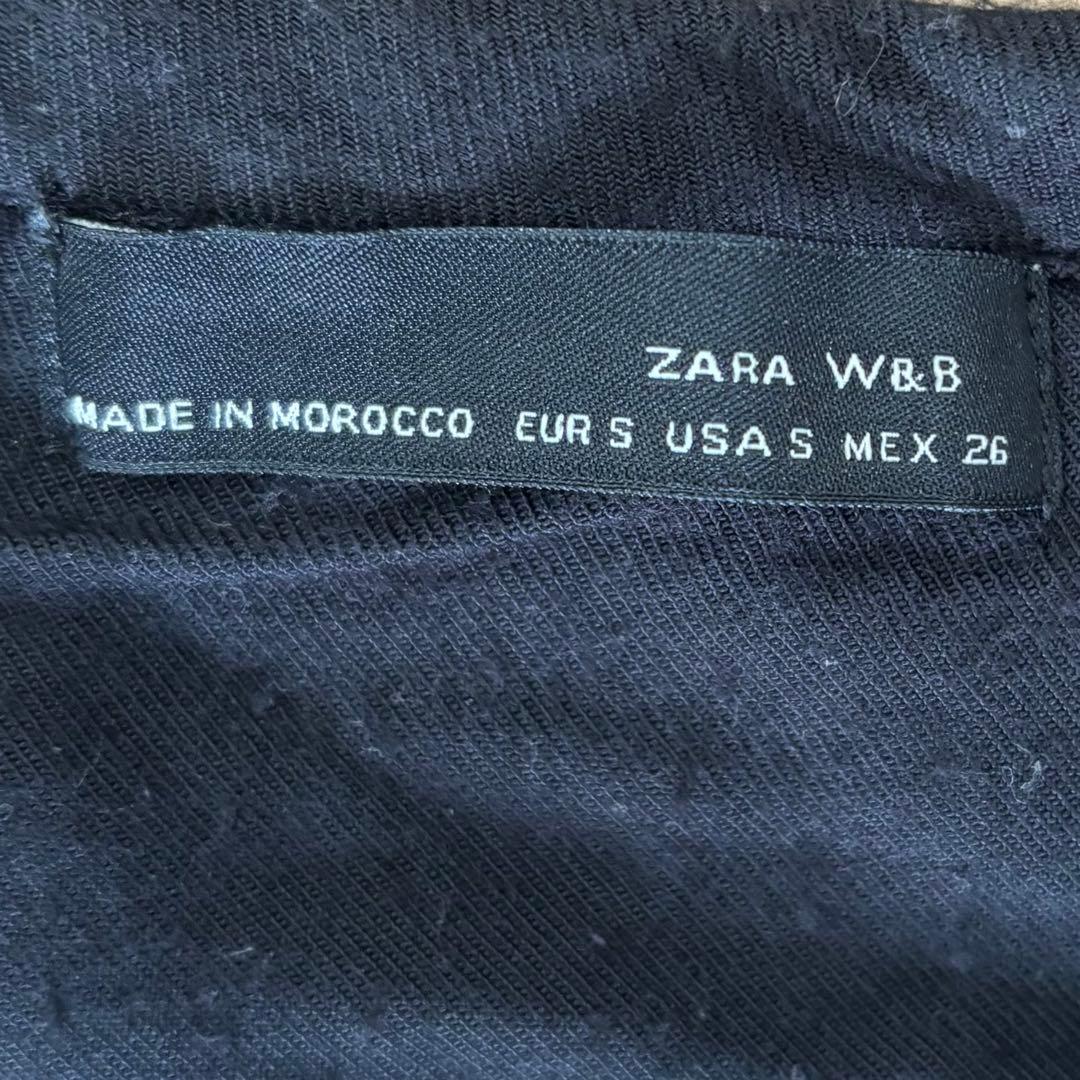 ZARA W&B
MADE IN MOROCCO EUR S USA S MEX 26